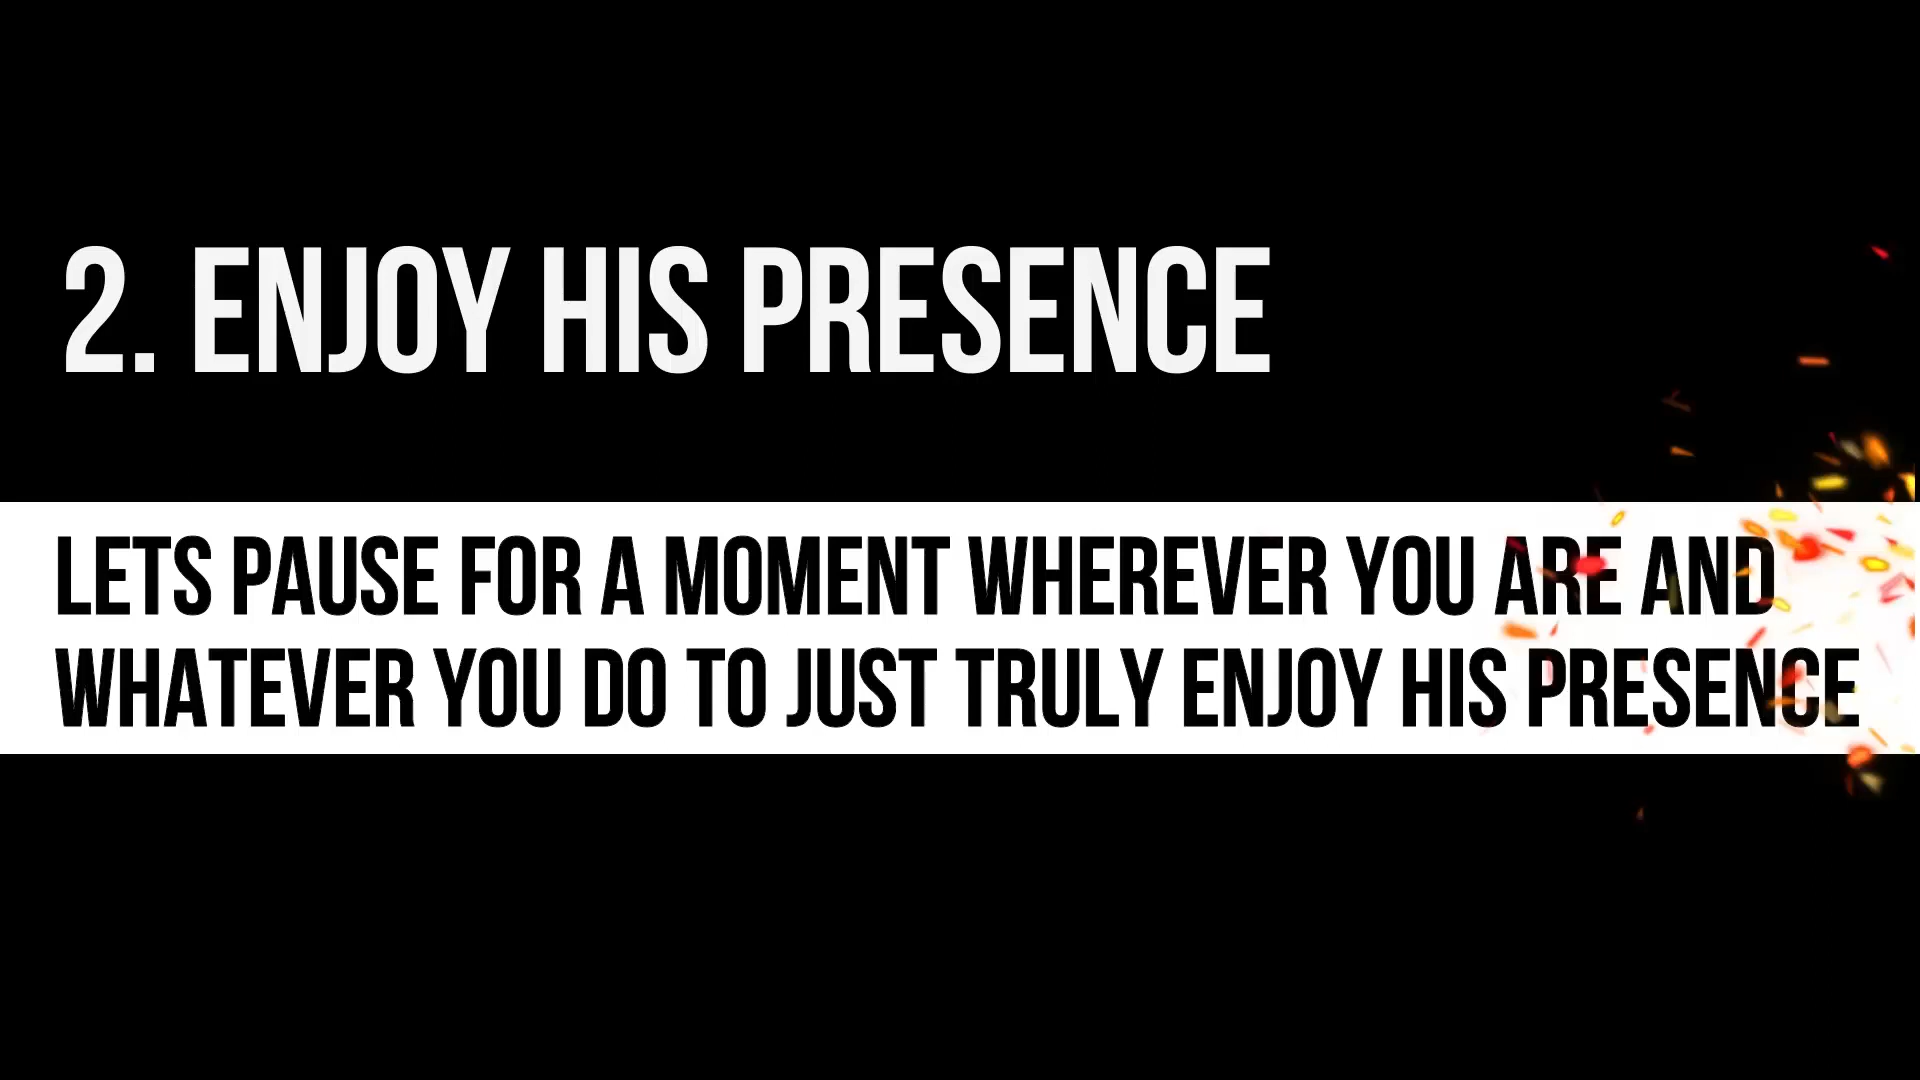 2. ENJOY HIS PRESENCE
LETS PAUSE FOR A MOMENT WHEREVER YOU ARE AND
WHATEVER YOU DO TO JUST TRULY ENJOY HIS PRESENCE